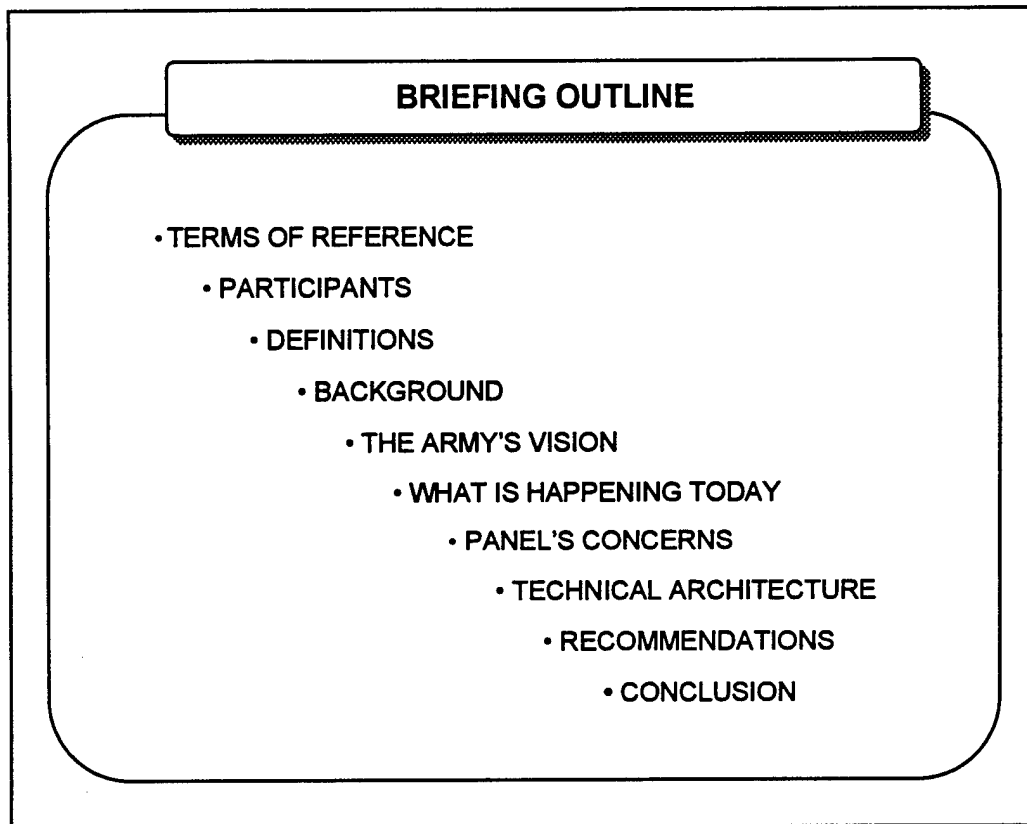 BRIEFING OUTLINE
• TERMS OF REFERENCE
• PARTICIPANTS
• DEFINITIONS
• BACKGROUND
• THE ARMY'S VISION
• WHAT IS HAPPENING TODAY
• PANEL'S CONCERNS
• TECHNICAL ARCHITECTURE
• RECOMMENDATIONS
• CONCLUSION